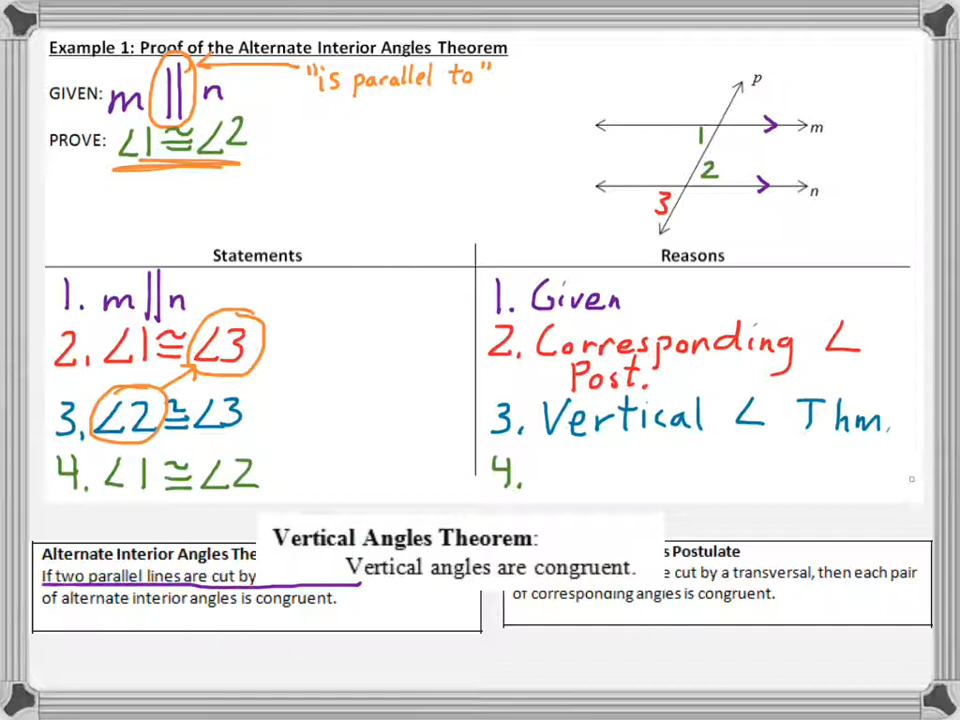 Example 1: Proof of the Alternate Interior Angles Theorem
GIVEN: m || n
"is parallel to"
PROVE: ∠1 ≅ ∠2
p
1
m
2
n
3
Statements
Reasons
1. m || n
1. Given
2. ∠1 ≅ ∠3
2. Corresponding ∠
Post.
3. ∠2 ≅ ∠3
3. Vertical ∠ Thm.
4. ∠1 ≅ ∠2
4.
Vertical Angles Theorem:
Vertical angles are congruent.
Alternate Interior Angles The
If two parallel lines are cut by
of alternate interior angles is congruent.
s Postulate
e cut by a transversal, then each pair
of corresponding angles is congruent.